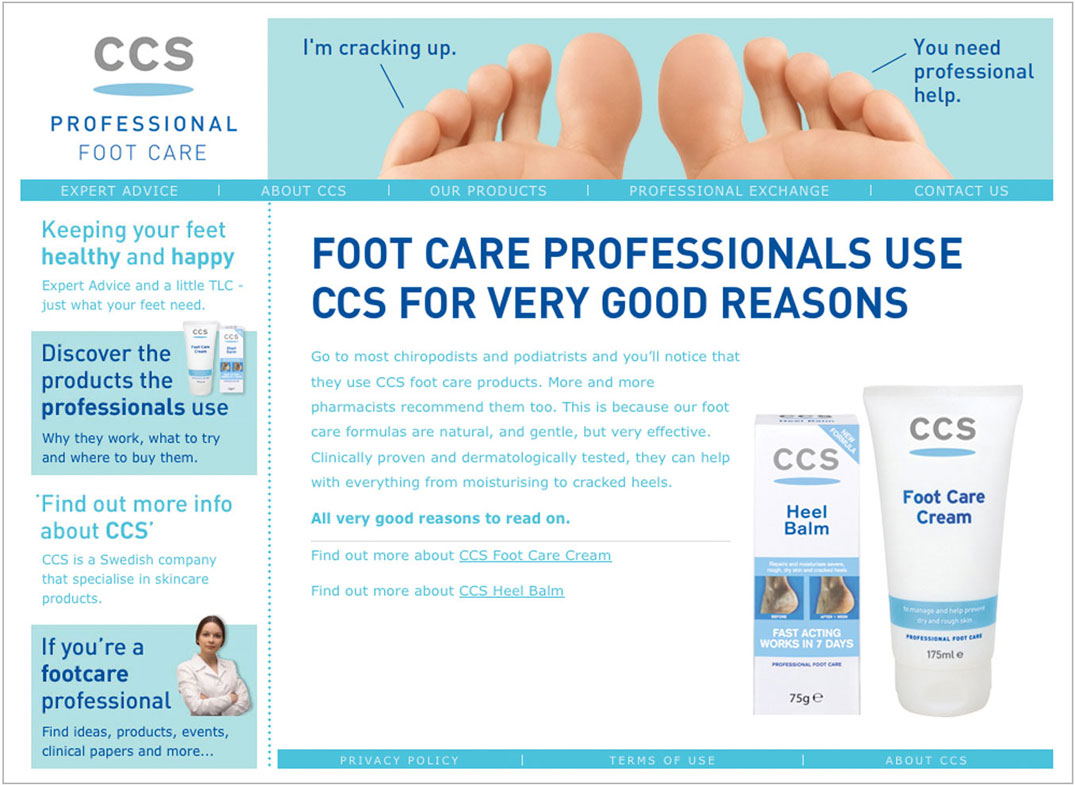 CCS
PROFESSIONAL
FOOT CARE
I'm cracking up.
You need
professional
help.
EXPERT ADVICE | ABOUT CCS | OUR PRODUCTS | PROFESSIONAL EXCHANGE | CONTACT US
Keeping your feet
healthy and happy
Expert Advice and a little TLC -
just what your feet need.
Discover the
products the
professionals use
Why they work, what to try
and where to buy them.
CCS
Foot Care
Cream
CCS
Heel
Balm
'Find out more info
about CCS'
CCS is a Swedish company
that specialise in skincare
products.
If you're a
footcare
professional
Find ideas, products, events,
clinical papers and more...
FOOT CARE PROFESSIONALS USE
CCS FOR VERY GOOD REASONS
Go to most chiropodists and podiatrists and you'll notice that
they use CCS foot care products. More and more
pharmacists recommend them too. This is because our foot
care formulas are natural, and gentle, but very effective.
Clinically proven and dermatologically tested, they can help
with everything from moisturising to cracked heels.
All very good reasons to read on.
Find out more about CCS Foot Care Cream
Find out more about CCS Heel Balm
CCS
Heel Balm
NEW
FORMULA
CCS
Heel
Balm
Repairs and moisturises severe,
rough, dry skin and cracked heels
BEFORE
AFTER
FAST ACTING
WORKS IN 7 DAYS
PROFESSIONAL FOOT CARE
75g e
CCS
Foot Care
Cream
to manage and help prevent
dry and rough skin
PROFESSIONAL FOOT CARE
175ml e
PRIVACY POLICY | TERMS OF USE | ABOUT CCS